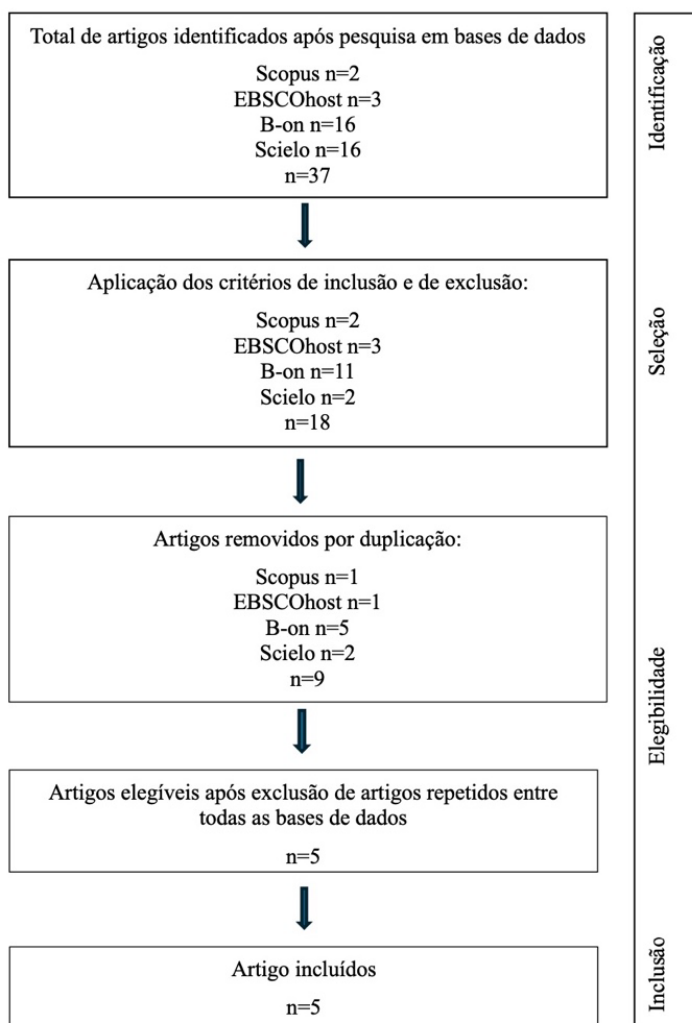 Total de artigos identificados após pesquisa em bases de dados
Scopus n=2
EBSCOhost n=3
B-on n=16
Scielo n=16
n=37
Identificação
Aplicação dos critérios de inclusão e de exclusão:
Scopus n=2
EBSCOhost n=3
B-on n=11
Scielo n=2
n=18
Seleção
Artigos removidos por duplicação:
Scopus n=1
EBSCOhost n=1
B-on n=5
Scielo n=2
n=9
Elegibilidade
Artigos elegíveis após exclusão de artigos repetidos entre
todas as bases de dados
n=5
Artigo incluídos
n=5
Inclusão